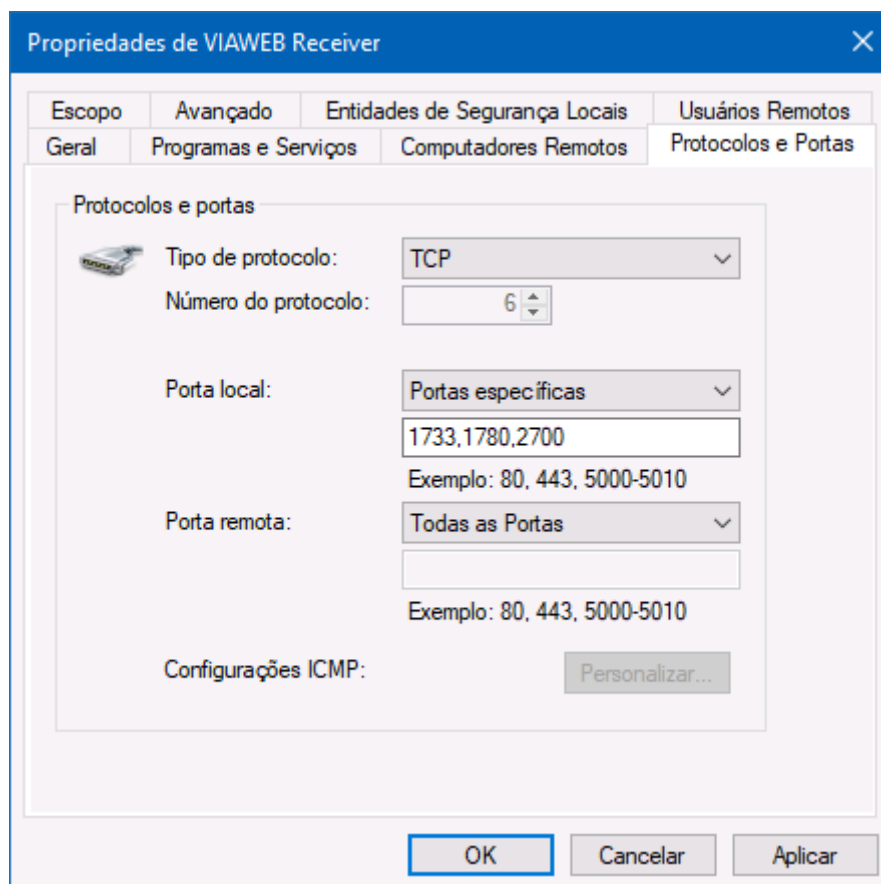 Propriedades de VIAWEB Receiver
Escopo Avançado Entidades de Segurança Locais Usuários Remotos
Geral Programas e Serviços Computadores Remotos Protocolos e Portas
Protocolos e portas
Tipo de protocolo: TCP
Número do protocolo: 6
Porta local: Portas específicas
1733,1780,2700
Exemplo: 80, 443, 5000-5010
Porta remota: Todas as Portas
Exemplo: 80, 443, 5000-5010
Configurações ICMP: Personalizar...
OK Cancelar Aplicar